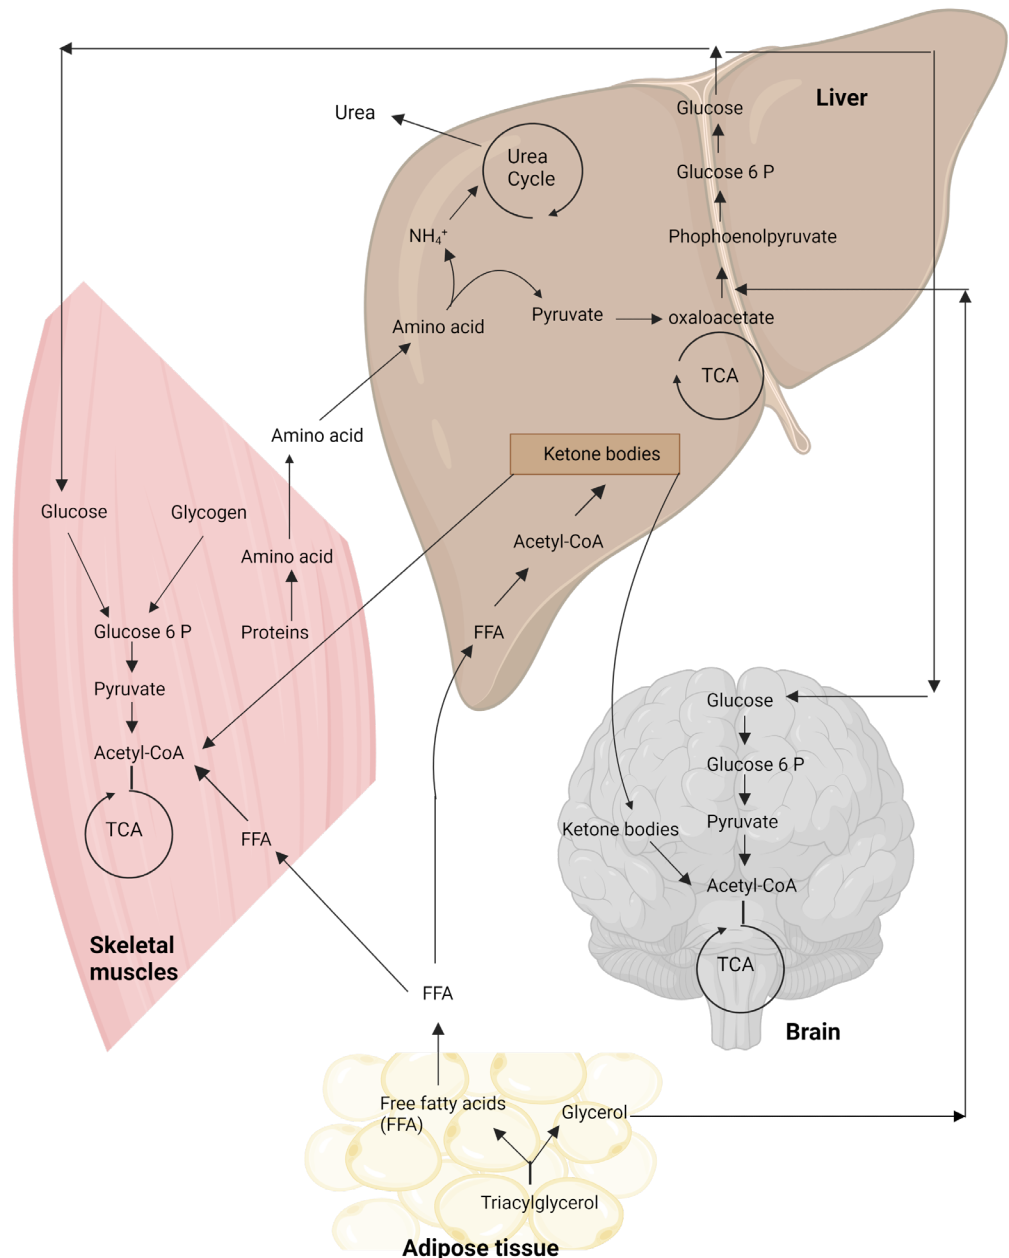 Liver
Glucose
Urea
Urea
Cycle
Glucose 6 P
NH₄⁺
Phophoenolpyruvate
Amino acid
Pyruvate
oxaloacetate
TCA
Amino acid
Ketone bodies
Glucose
Glycogen
Acetyl-CoA
Amino acid
Glucose 6 P
Proteins
FFA
Pyruvate
Glucose
Acetyl-CoA
Glucose 6 P
TCA
FFA
Ketone bodies
Pyruvate
Acetyl-CoA
Skeletal
muscles
TCA
FFA
Brain
Free fatty acids
(FFA)
Glycerol
Triacylglycerol
Adipose tissue